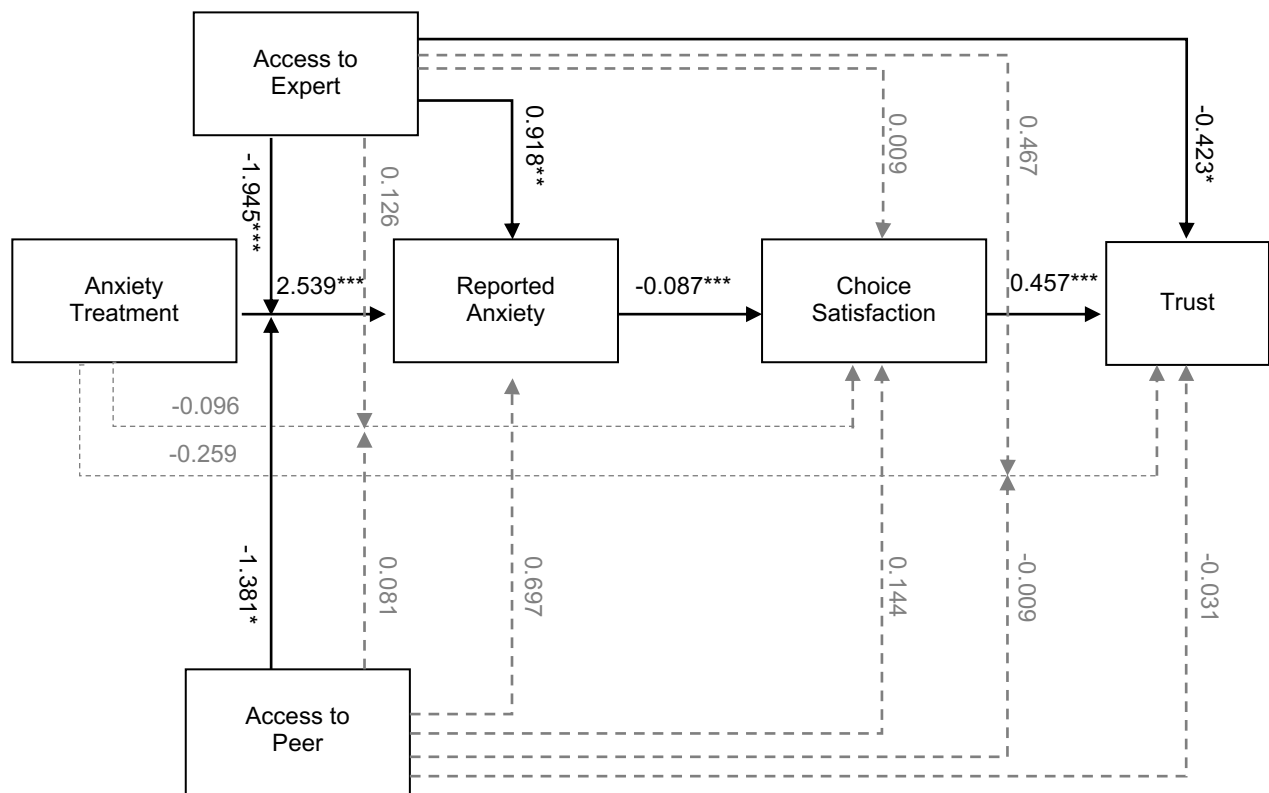 Access to
Expert
-0.423*
0.918**
0.009
0.467
-1.945***
0.126
Anxiety
Treatment
2.539***
Reported
Anxiety
-0.087***
Choice
Satisfaction
0.457***
Trust
-0.096
-0.259
-1.381*
0.081
0.697
0.144
-0.009
-0.031
Access to
Peer